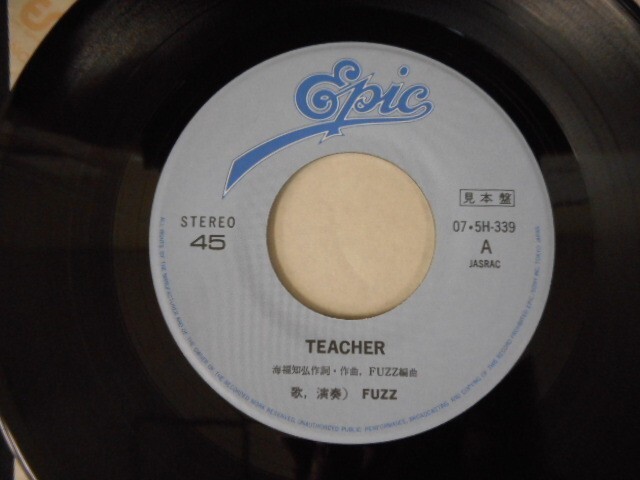 Epic
見本盤
STEREO
45
07・5H-339
A
JASRAC
TEACHER
海福知弘作詞・作曲, FUZZ編曲
歌, 演奏) FUZZ